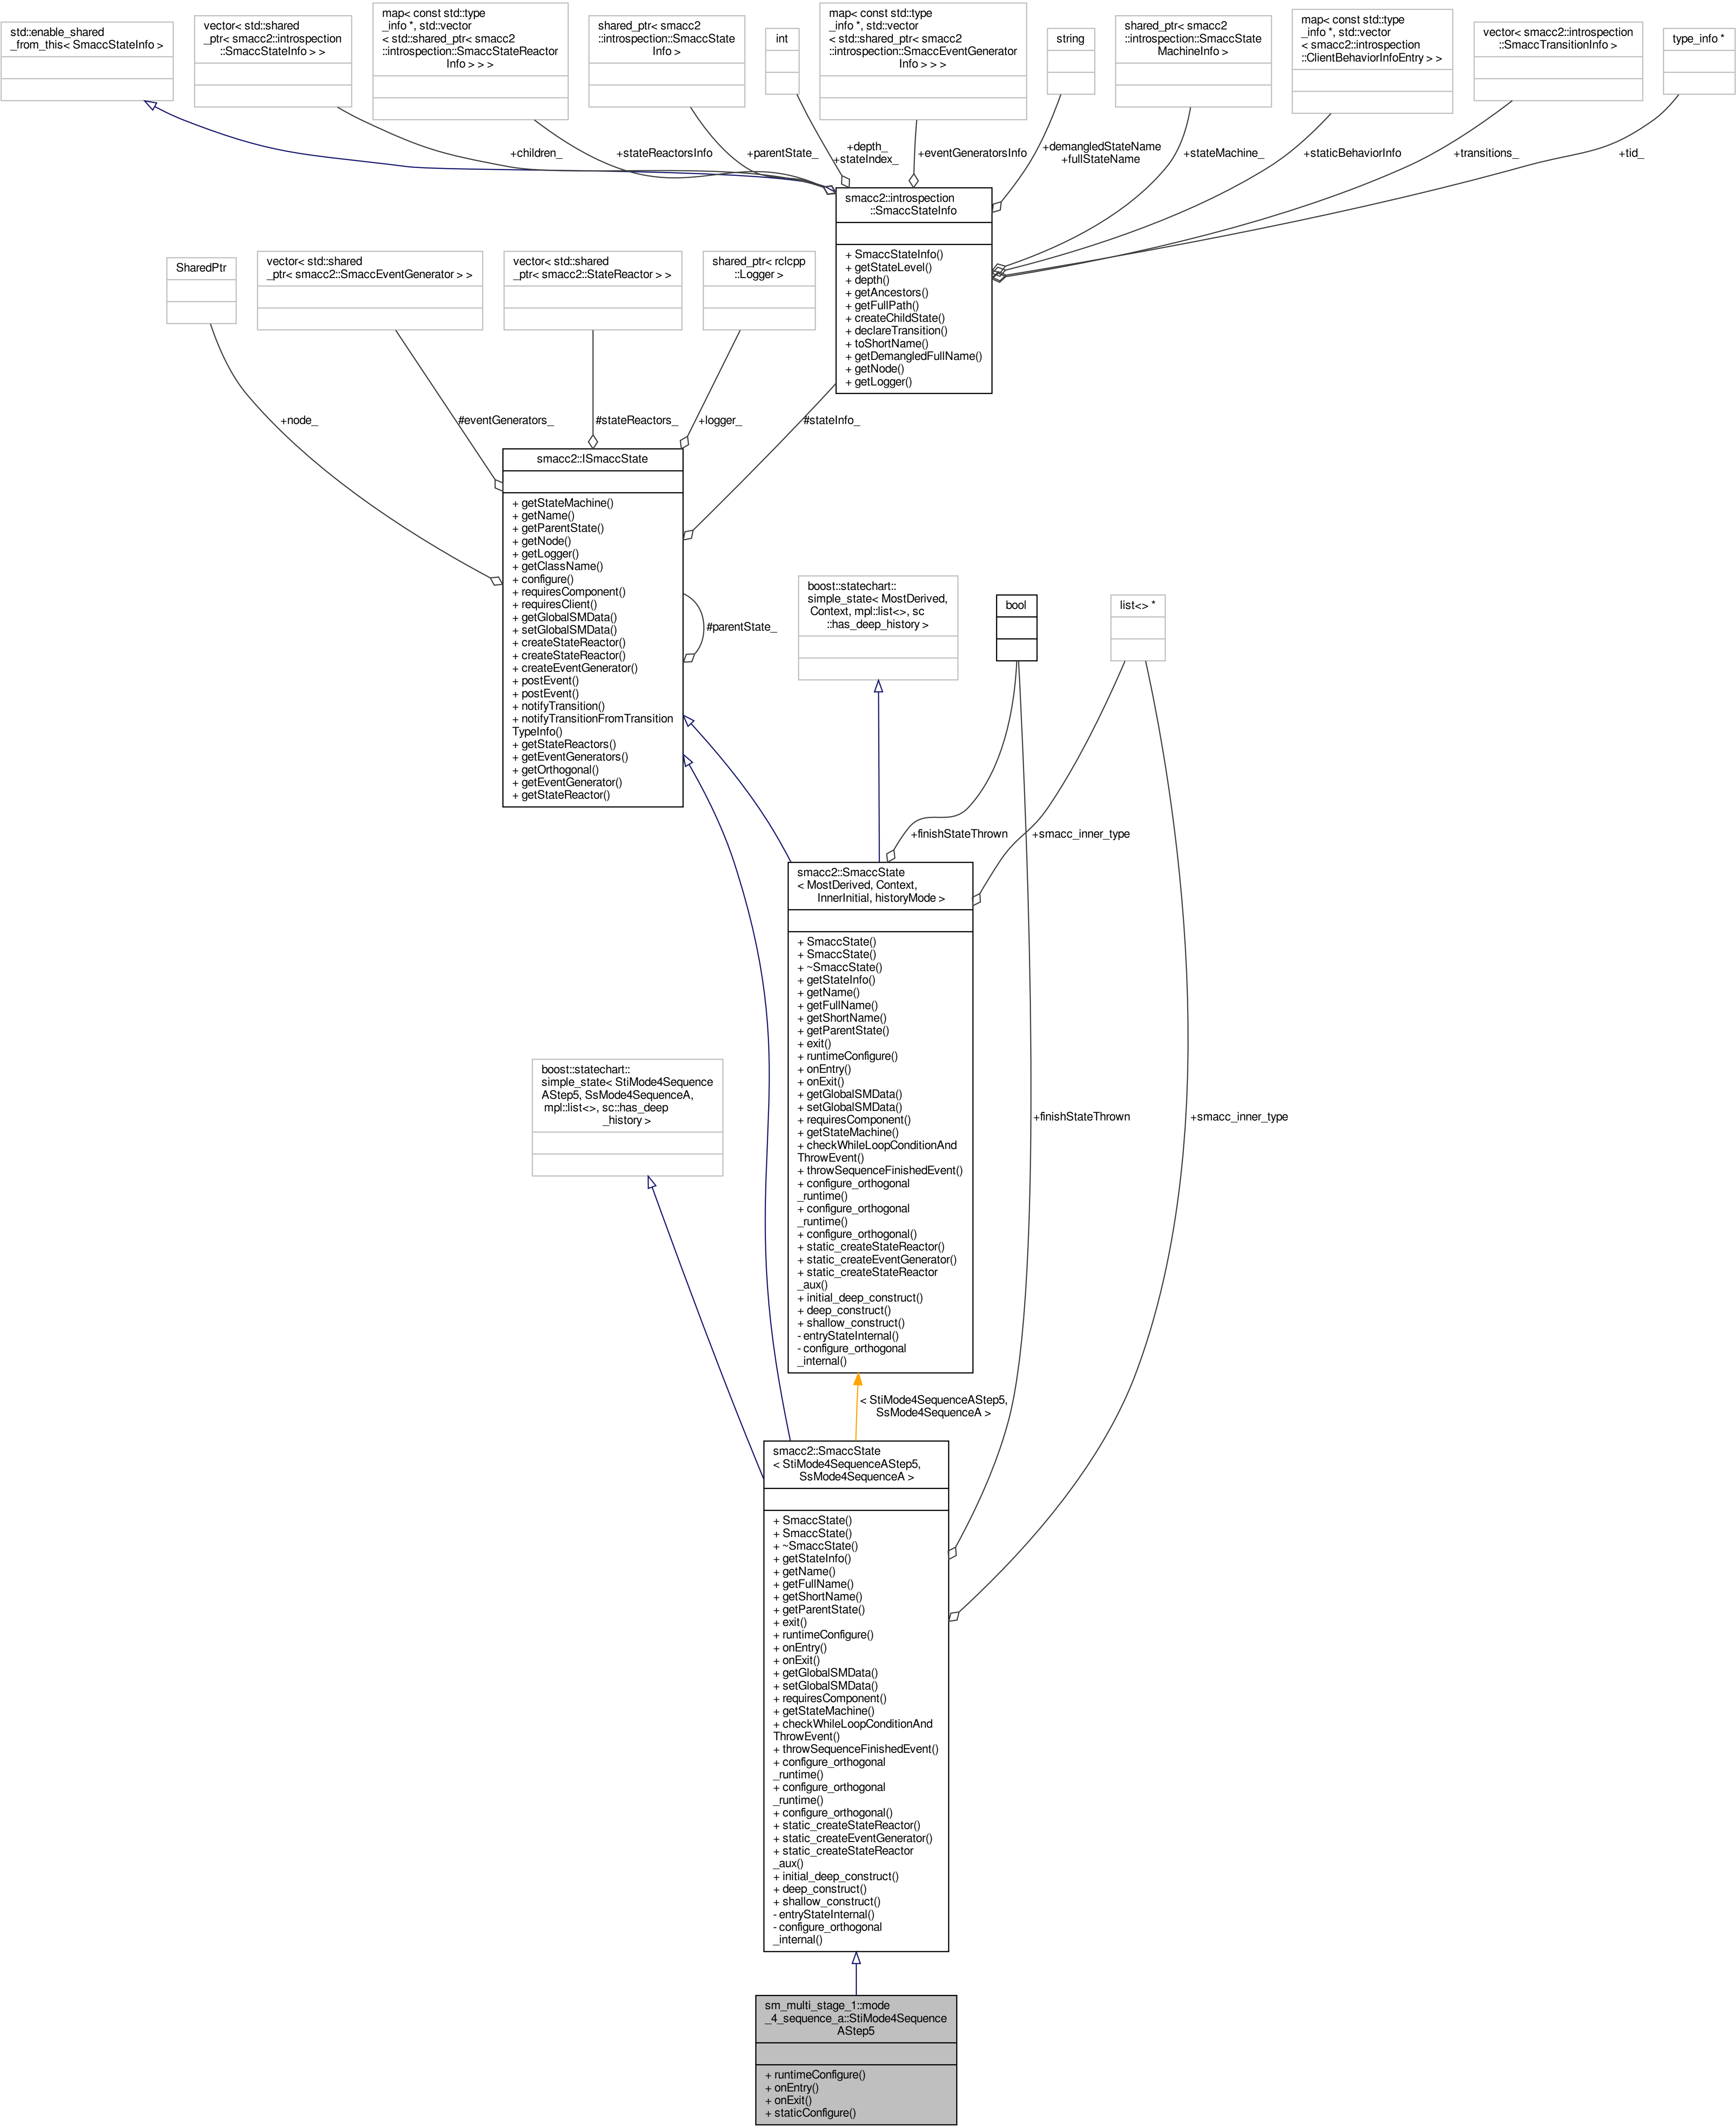 std::enable_shared
_from_this< SmaccStateInfo >
vector< std::shared
_ptr< smacc2::introspection
::SmaccStateInfo > >
map< const std::type
_info *, std::vector
< std::shared_ptr< smacc2
::introspection::SmaccStateReactor
Info > > >
shared_ptr< smacc2
::introspection::SmaccState
Info >
int
map< const std::type
_info *, std::vector
< std::shared_ptr< smacc2
::introspection::SmaccEventGenerator
Info > > >
string
shared_ptr< smacc2
::introspection::SmaccState
MachineInfo >
map< const std::type
_info *, std::vector
< smacc2::introspection
::ClientBehaviorInfoEntry > >
vector< smacc2::introspection
::SmaccTransitionInfo >
type_info *
+children_
+stateReactorsInfo
+parentState_
+depth_
+stateIndex_
+eventGeneratorsInfo
+demangledStateName
+fullStateName
+stateMachine_
+staticBehaviorInfo
+transitions_
+tid_
smacc2::introspection
::SmaccStateInfo
+ SmaccStateInfo()
+ getStateLevel()
+ depth()
+ getAncestors()
+ getFullPath()
+ createChildState()
+ declareTransition()
+ toShortName()
+ getDemangledFullName()
+ getNode()
+ getLogger()
SharedPtr
vector< std::shared
_ptr< smacc2::SmaccEventGenerator > >
vector< std::shared
_ptr< smacc2::StateReactor > >
shared_ptr< rclcpp
::Logger >
+node_
#eventGenerators_
#stateReactors_
+logger_
#stateInfo_
smacc2::ISmaccState
+ getStateMachine()
+ getName()
+ getParentState()
+ getNode()
+ getLogger()
+ getClassName()
+ configure()
+ requiresComponent()
+ requiresClient()
+ getGlobalSMData()
+ setGlobalSMData()
+ createStateReactor()
+ createStateReactor()
+ createEventGenerator()
+ postEvent()
+ postEvent()
+ notifyTransition()
+ notifyTransitionFromTransition
TypeInfo()
+ getStateReactors()
+ getEventGenerators()
+ getOrthogonal()
+ getEventGenerator()
+ getStateReactor()
#parentState_
boost::statechart::
simple_state< MostDerived,
Context, mpl::list<>, sc
::has_deep_history >
bool
list<> *
+finishStateThrown
+smacc_inner_type
smacc2::SmaccState
< MostDerived, Context,
InnerInitial, historyMode >
+ SmaccState()
+ SmaccState()
+ ~SmaccState()
+ getStateInfo()
+ getName()
+ getFullName()
+ getShortName()
+ getParentState()
+ exit()
+ runtimeConfigure()
+ onEntry()
+ onExit()
+ getGlobalSMData()
+ setGlobalSMData()
+ requiresComponent()
+ getStateMachine()
+ checkWhileLoopConditionAnd
ThrowEvent()
+ throwSequenceFinishedEvent()
+ configure_orthogonal
_runtime()
+ configure_orthogonal
_runtime()
+ configure_orthogonal()
+ static_createStateReactor()
+ static_createEventGenerator()
+ static_createStateReactor
_aux()
+ initial_deep_construct()
+ deep_construct()
+ shallow_construct()
- entryStateInternal()
- configure_orthogonal
_internal()
boost::statechart::
simple_state< StiMode4Sequence
AStep5, SsMode4SequenceA,
mpl::list<>, sc::has_deep
_history >
+finishStateThrown
+smacc_inner_type
< StiMode4SequenceAStep5,
SsMode4SequenceA >
smacc2::SmaccState
< StiMode4SequenceAStep5,
SsMode4SequenceA >
+ SmaccState()
+ SmaccState()
+ ~SmaccState()
+ getStateInfo()
+ getName()
+ getFullName()
+ getShortName()
+ getParentState()
+ exit()
+ runtimeConfigure()
+ onEntry()
+ onExit()
+ getGlobalSMData()
+ setGlobalSMData()
+ requiresComponent()
+ getStateMachine()
+ checkWhileLoopConditionAnd
ThrowEvent()
+ throwSequenceFinishedEvent()
+ configure_orthogonal
_runtime()
+ configure_orthogonal
_runtime()
+ configure_orthogonal()
+ static_createStateReactor()
+ static_createEventGenerator()
+ static_createStateReactor
_aux()
+ initial_deep_construct()
+ deep_construct()
+ shallow_construct()
- entryStateInternal()
- configure_orthogonal
_internal()
sm_multi_stage_1::mode
_4_sequence_a::StiMode4Sequence
AStep5
+ runtimeConfigure()
+ onEntry()
+ onExit()
+ staticConfigure()